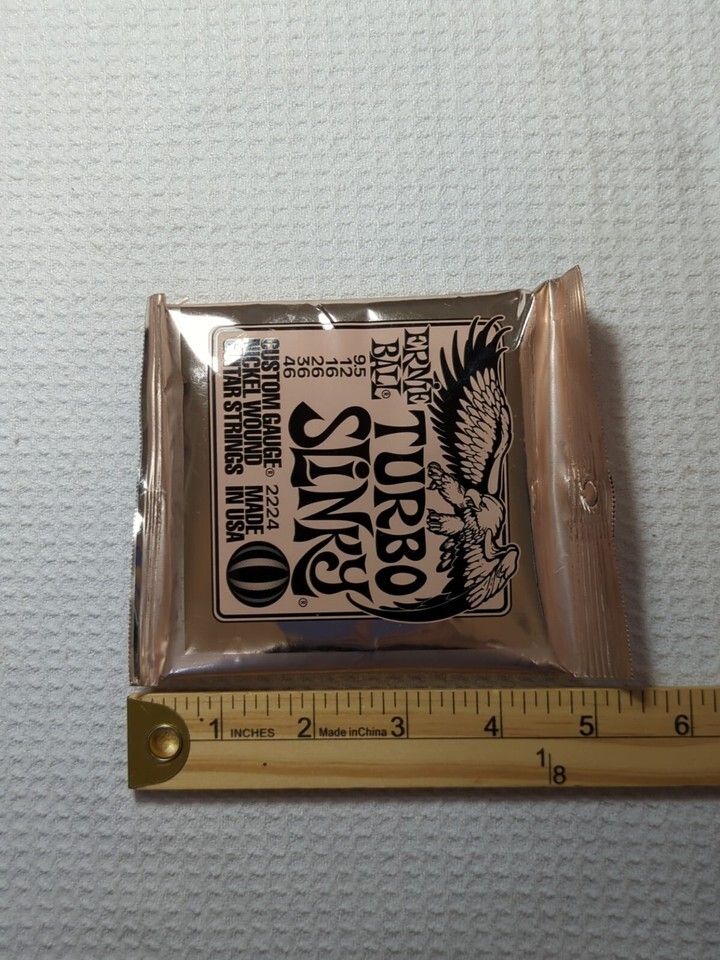 ERNIE
BALL®
TURBO
SLINKY®
9.5
12
16
26
36
46
CUSTOM GAUGE® 2224
NICKEL WOUND MADE
GUITAR STRINGS IN USA
1 INCHES 2 Made in China 3 4 5 6
1/8